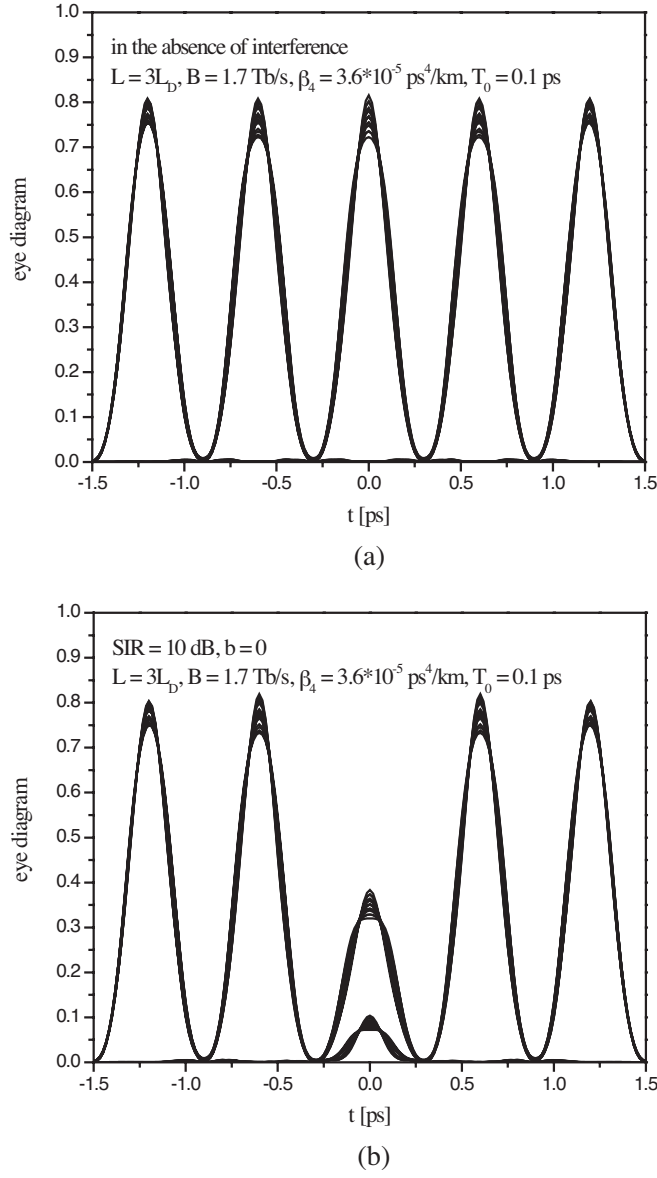 1.0
in the absence of interference
0.9
L = 3L_D, B = 1.7 Tb/s, β_4 = 3.6*10^-5 ps^4/km, T_0 = 0.1 ps
0.8
0.7
0.6
0.5
0.4
0.3
0.2
0.1
0.0
eye diagram
-1.5 -1.0 -0.5 0.0 0.5 1.0 1.5
t [ps]
(a)
1.0
SIR = 10 dB, b = 0
0.9
L = 3L_D, B = 1.7 Tb/s, β_4 = 3.6*10^-5 ps^4/km, T_0 = 0.1 ps
0.8
0.7
0.6
0.5
0.4
0.3
0.2
0.1
0.0
eye diagram
-1.5 -1.0 -0.5 0.0 0.5 1.0 1.5
t [ps]
(b)